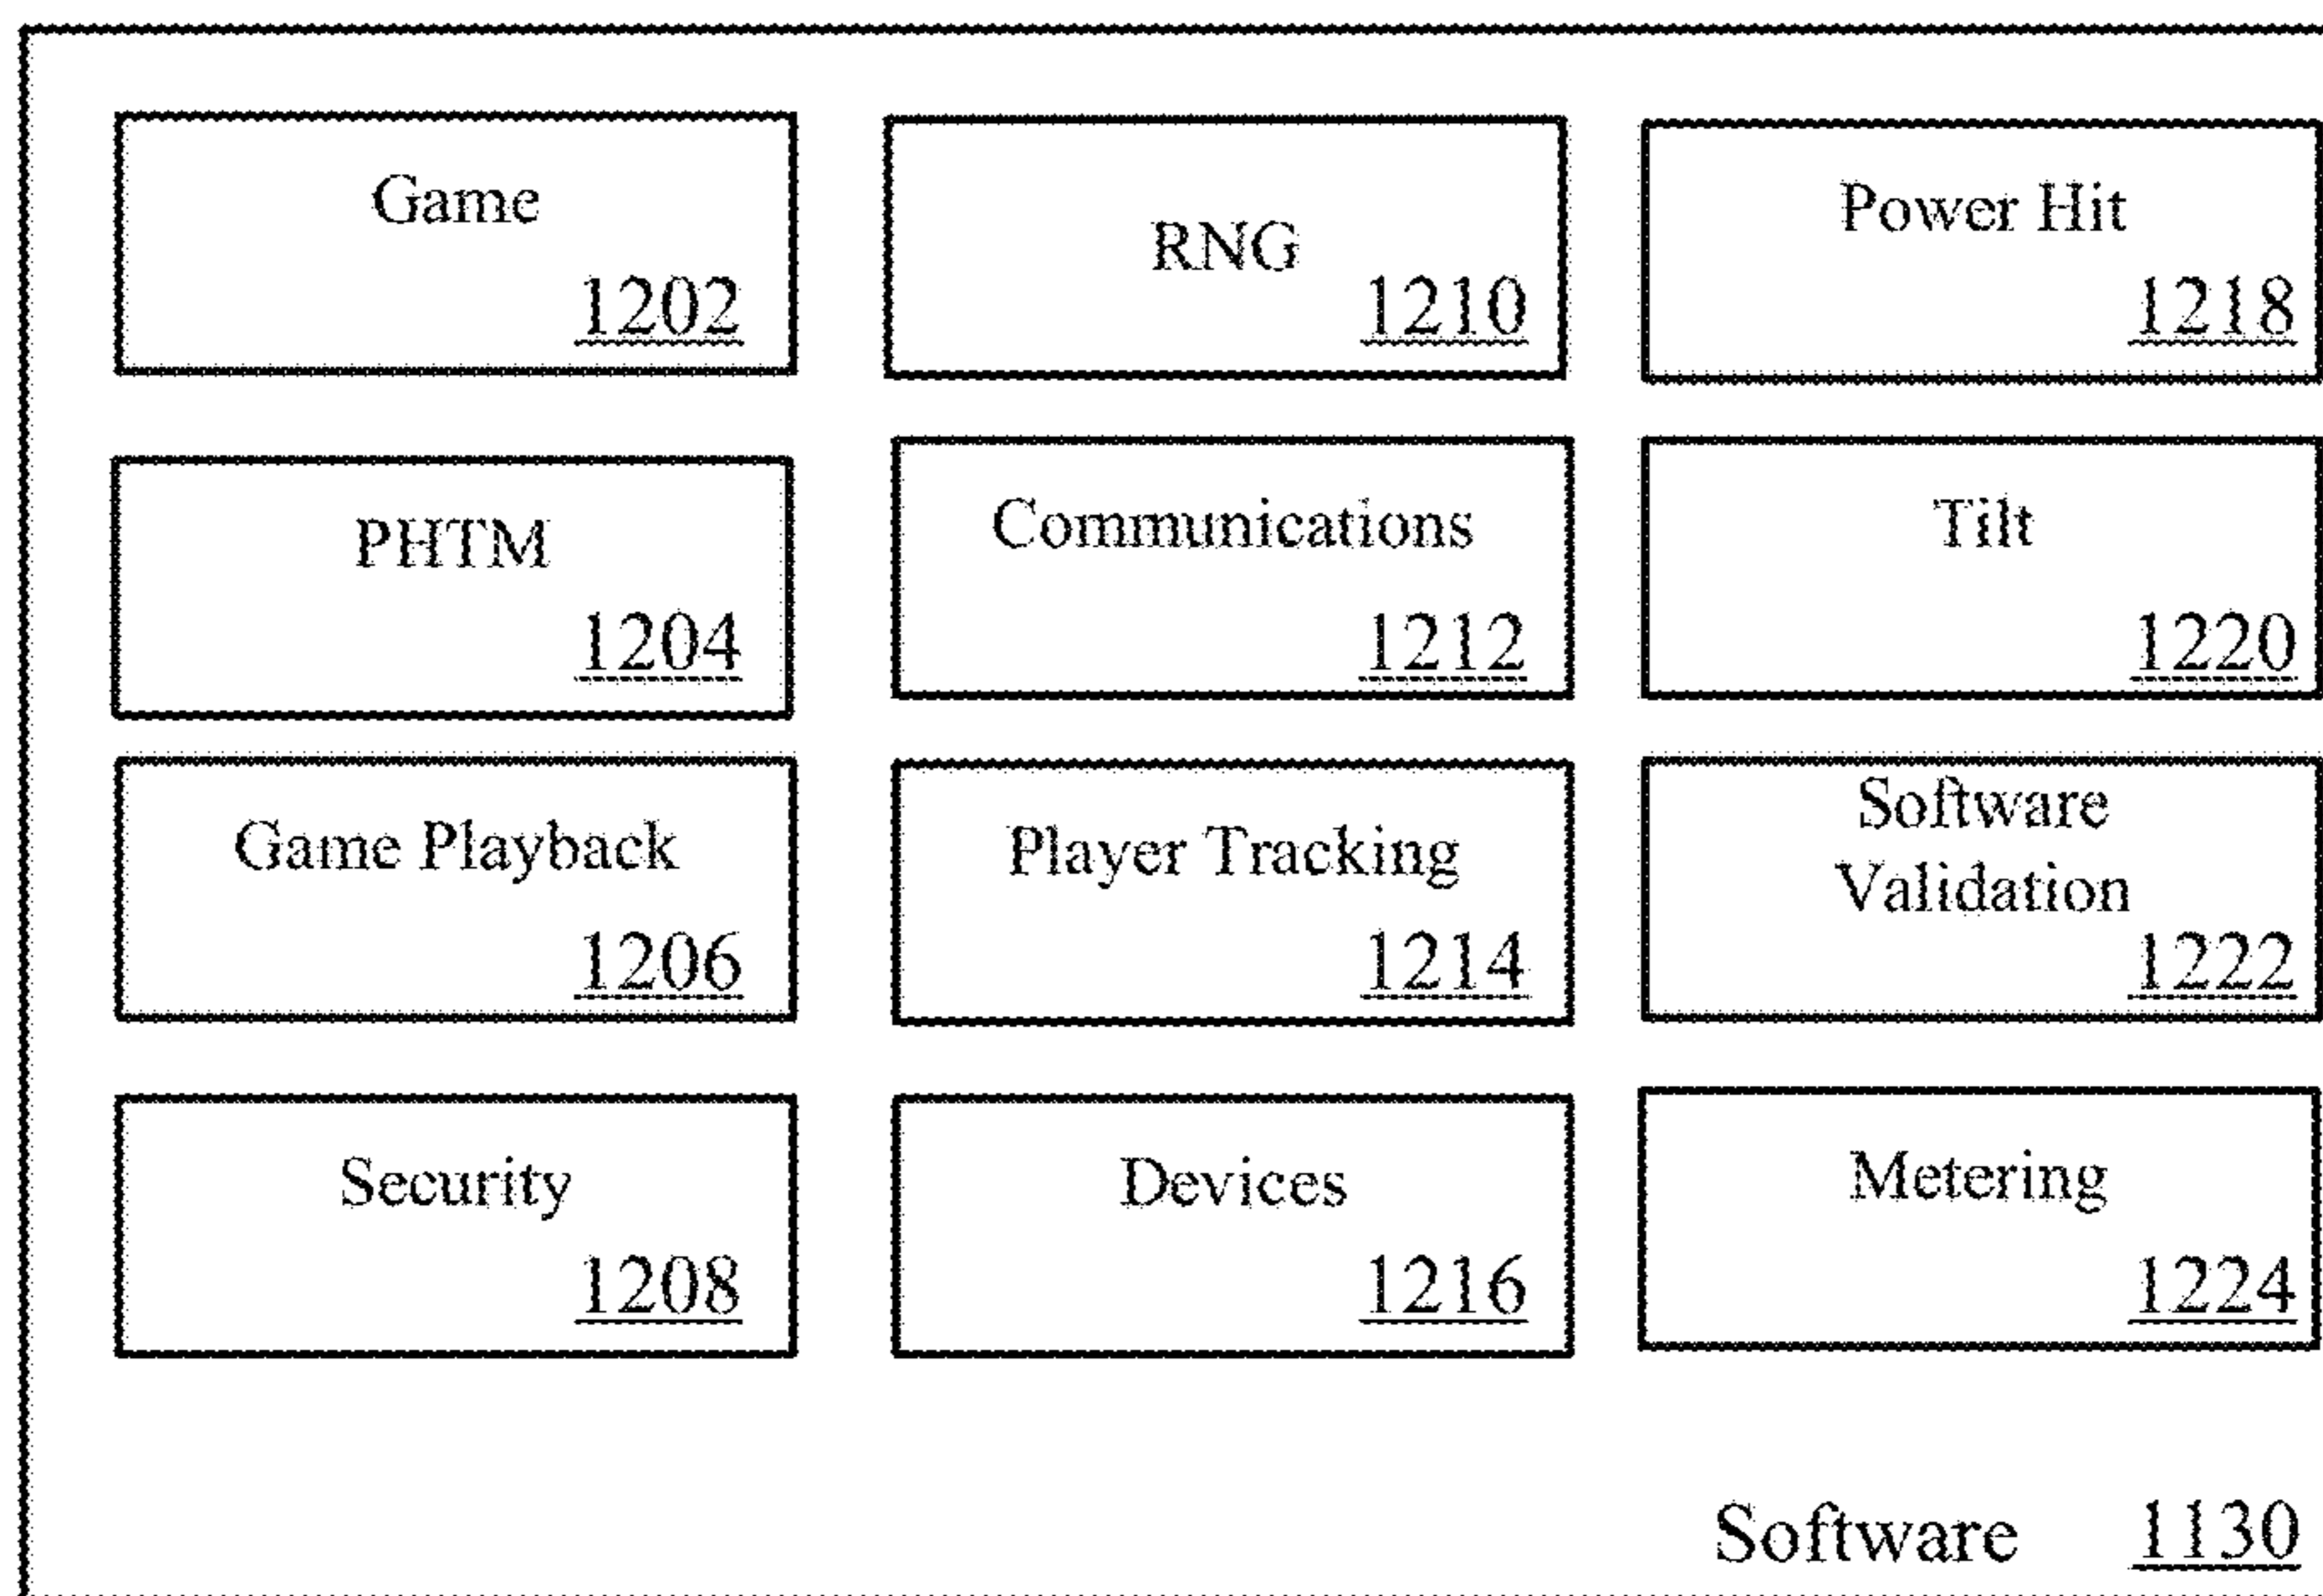 Game
1202
RNG
1210
Power Hit
1218
PHTM
1204
Communications
1212
Tilt
1220
Game Playback
1206
Player Tracking
1214
Software
Validation
1222
Security
1208
Devices
1216
Metering
1224
Software 1130